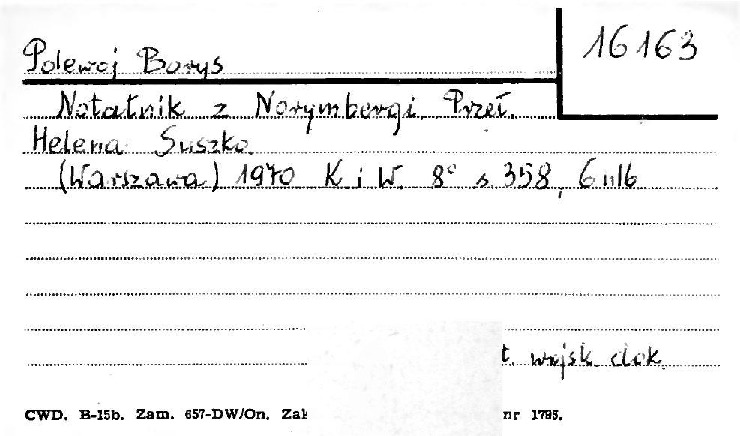 16163
Polewoj Borys
Notatnik z Norymbergi. Przeł.
Helena Suszko.
(Warszawa) 1970 K i W. 8° s. 358, 6 nlb
t. wojsk. dok.
CWD. B-15b. Zam. 657-DW/On. Zak nr 1795.